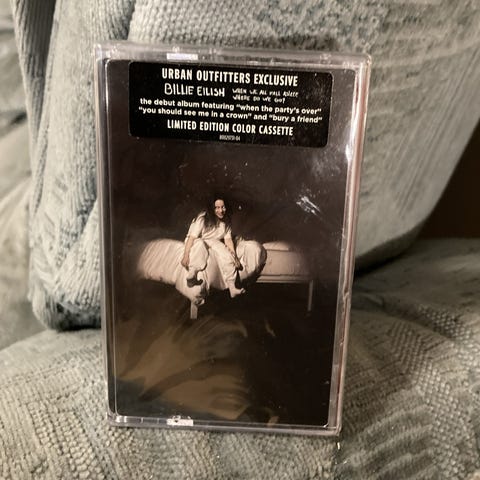 URBAN OUTFITTERS EXCLUSIVE
BILLIE EILISH WHEN WE ALL FALL ASLEEP
WHERE DO WE GO?
the debut album featuring "when the party's over"
"you should see me in a crown" and "bury a friend"
LIMITED EDITION COLOR CASSETTE